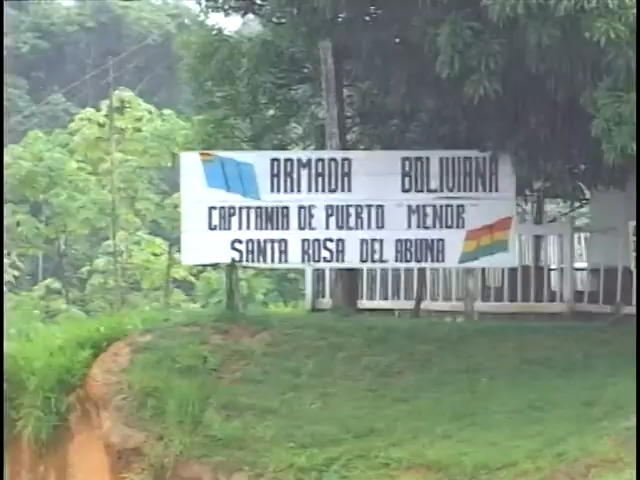 ARMADA BOLIVIANA
CAPITANIA DE PUERTO "MENOR"
SANTA ROSA DEL ABUNA